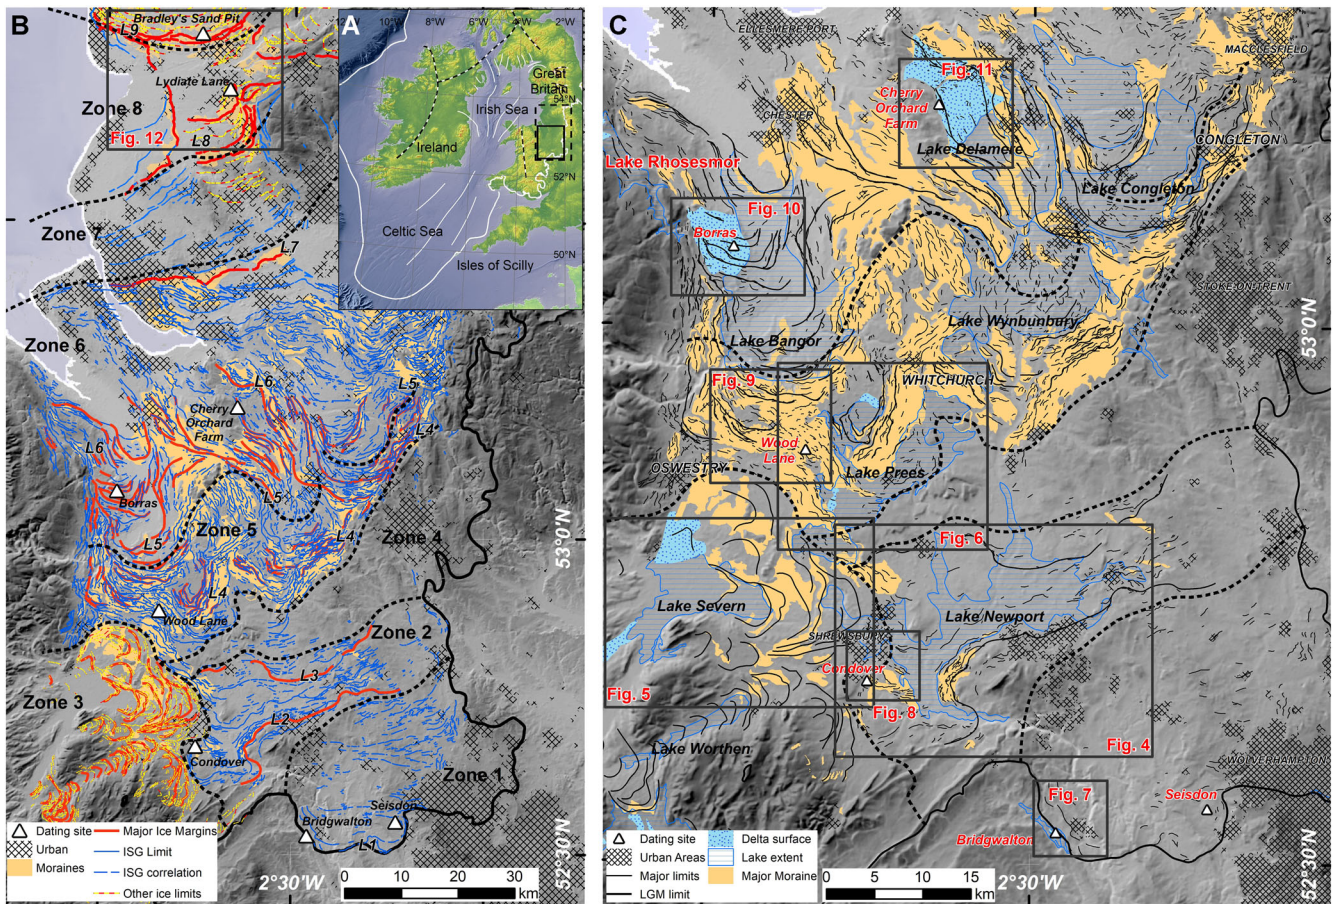 B
Bradley's Sand Pit
L9
Lydiate Lane
Zone 8
Fig. 12
L8
Zone 7
L7
Zone 6
L6
L5
Cherry
Orchard
Farm
L4
L6
Borras
L5
Zone 5
L5
L4
Zone 4
L4
Wood Lane
Zone 2
L3
Zone 3
L2
Condover
Zone 1
Seisdon
Bridgwalton
L1
Dating site
Urban
Moraines
Major Ice Margins
ISG Limit
ISG correlation
Other ice limits
2°30'W
0 10 20 30
km
53°0'N
52°30'N
A
10°W 8°W 6°W 4°W 2°W
Great
Britain
54°N
Irish Sea
Ireland
52°N
Celtic Sea
50°N
Isles of Scilly
C
ELLESMERE PORT
MACCLESFIELD
Fig. 11
Cherry
Orchard
Farm
CHESTER
CONGLETON
Lake Delamere
Lake Rhosesmor
Lake Congleton
Fig. 10
Borras
STOKE-ON-TRENT
Lake Wynbunbury
53°0'N
Lake Bangor
Fig. 9
WHITCHURCH
Wood
Lane
OSWESTRY
Lake Prees
Fig. 6
Lake Severn
Lake Newport
SHREWSBURY
Condover
Fig. 5
Fig. 8
Lake Worthen
Fig. 4
WOLVERHAMPTON
Fig. 7
Seisdon
Bridgwalton
Dating site
Urban Areas
Major limits
LGM limit
Delta surface
Lake extent
Major Moraine
2°30'W
0 5 10 15
km
52°30'N